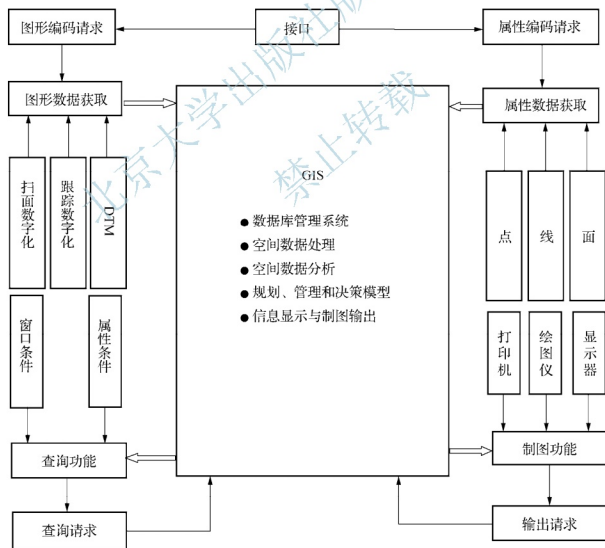 图形编码请求
接口
属性编码请求
图形数据获取
属性数据获取
扫面数字化
跟踪数字化
DTM
点
线
面
GIS
● 数据库管理系统
● 空间数据处理
● 空间数据分析
● 规划、管理和决策模型
● 信息显示与制图输出
窗口条件
属性条件
打印机
绘图仪
显示器
查询功能
制图功能
查询请求
输出请求
北京大学出版社版
禁止转载